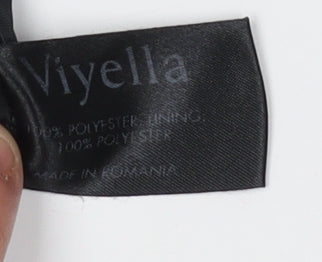 Viyella
100% POLYESTER, LINING:
100% POLYESTER
MADE IN ROMANIA